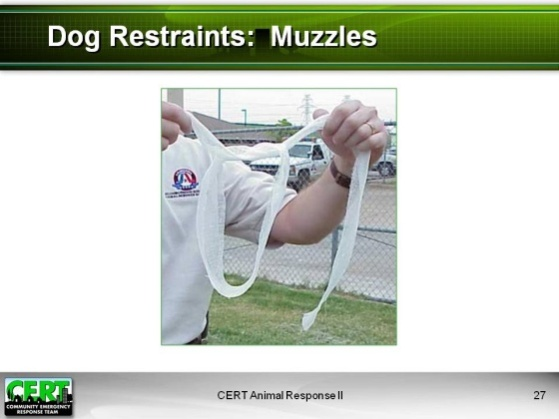 Dog Restraints: Muzzles
CERT
COMMUNITY EMERGENCY
RESPONSE TEAM
CERT Animal Response II
27